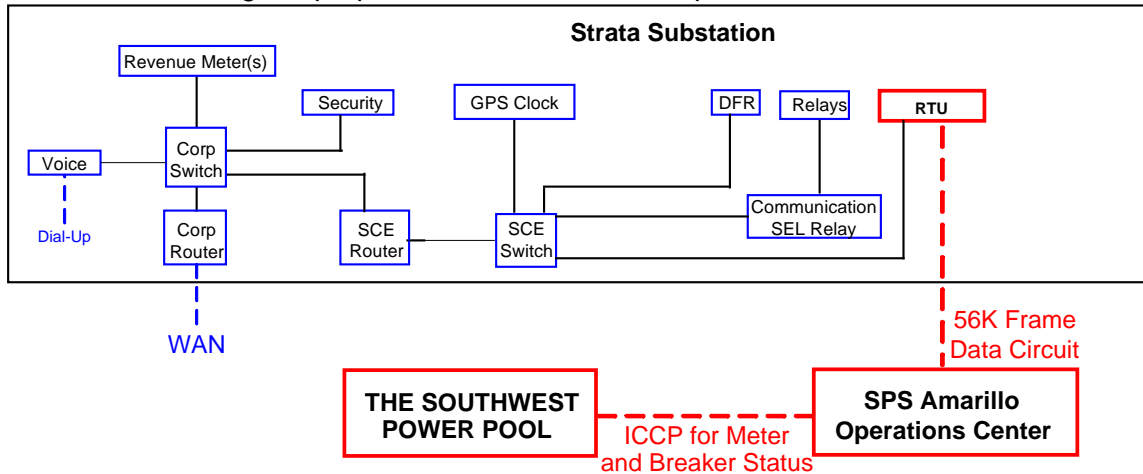 Strata Substation
Revenue Meter(s)
Security
GPS Clock
DFR
Relays
RTU
Voice
Corp
Switch
Dial-Up
Corp
Router
SCE
Router
SCE
Switch
Communication
SEL Relay
WAN
56K Frame
Data Circuit
THE SOUTHWEST
POWER POOL
ICCP for Meter
and Breaker Status
SPS Amarillo
Operations Center